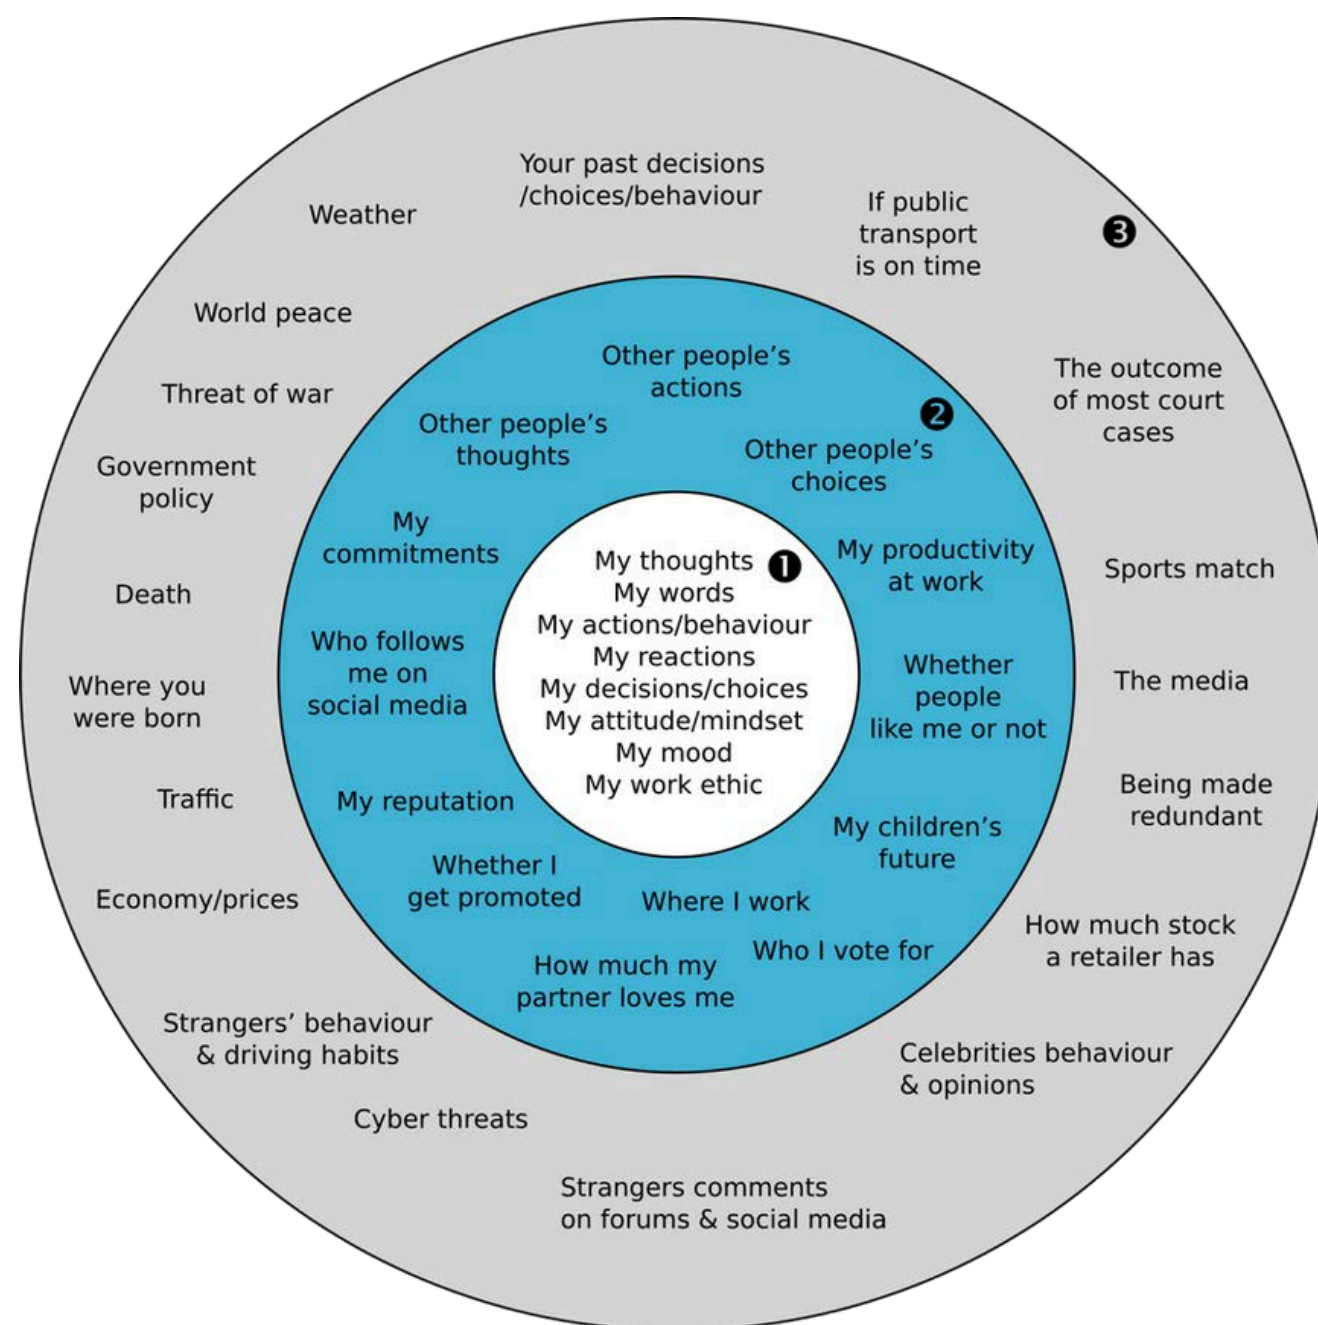 Your past decisions
/choices/behaviour
Weather
If public
transport
is on time
❸
World peace
Threat of war
Government
policy
Death
Where you
were born
Traffic
Economy/prices
Strangers’ behaviour
& driving habits
Cyber threats
Strangers comments
on forums & social media
Celebrities behaviour
& opinions
How much stock
a retailer has
Being made
redundant
The media
Sports match
The outcome
of most court
cases
Other people’s
actions
❷
Other people’s
thoughts
Other people’s
choices
My
commitments
My productivity
at work
Who follows
me on
social media
Whether
people
like me or not
My reputation
My children’s
future
Whether I
get promoted
Where I work
Who I vote for
How much my
partner loves me
My thoughts ❶
My words
My actions/behaviour
My reactions
My decisions/choices
My attitude/mindset
My mood
My work ethic